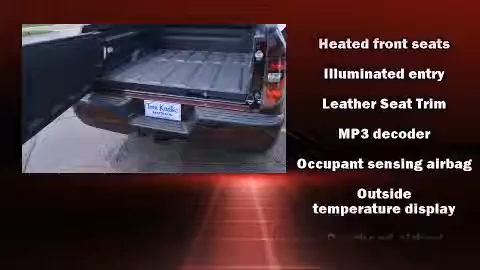 Heated front seats
Illuminated entry
Leather Seat Trim
MP3 decoder
Occupant sensing airbag
Outside
temperature display